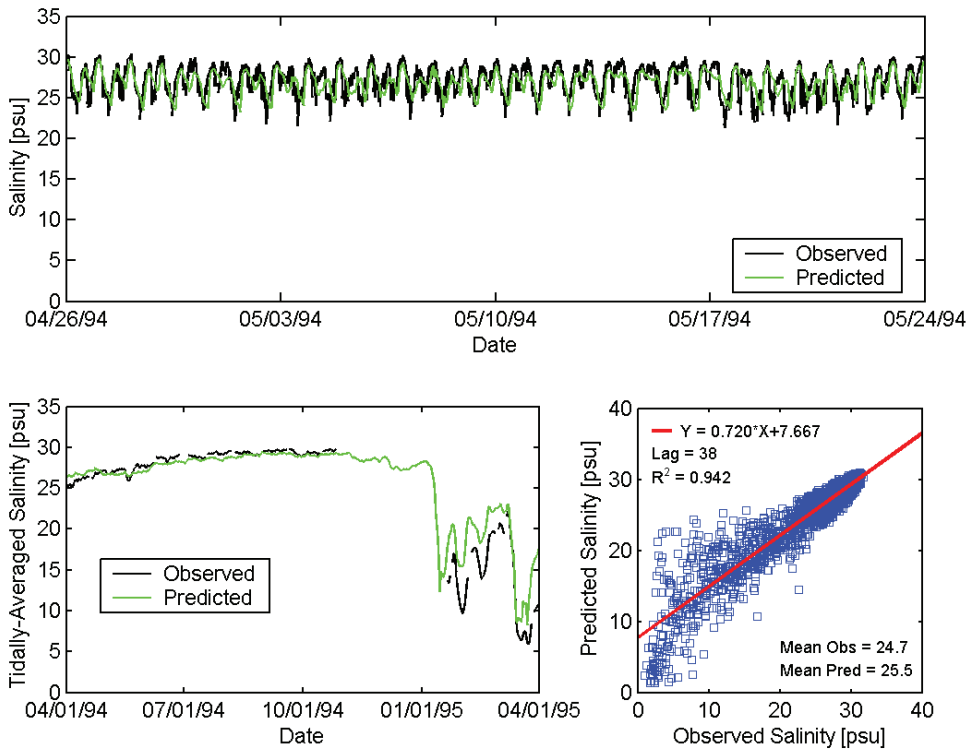 35
30
25
20
15
10
5
0
Salinity [psu]
Observed
Predicted
04/26/94 05/03/94 05/10/94 05/17/94 05/24/94
Date
35
30
25
20
15
10
5
0
Tidally-Averaged Salinity [psu]
Observed
Predicted
04/01/94 07/01/94 10/01/94 01/01/95 04/01/95
Date
40
30
20
10
0
Predicted Salinity [psu]
Y = 0.720*X+7.667
Lag = 38
R² = 0.942
Mean Obs = 24.7
Mean Pred = 25.5
0 10 20 30 40
Observed Salinity [psu]